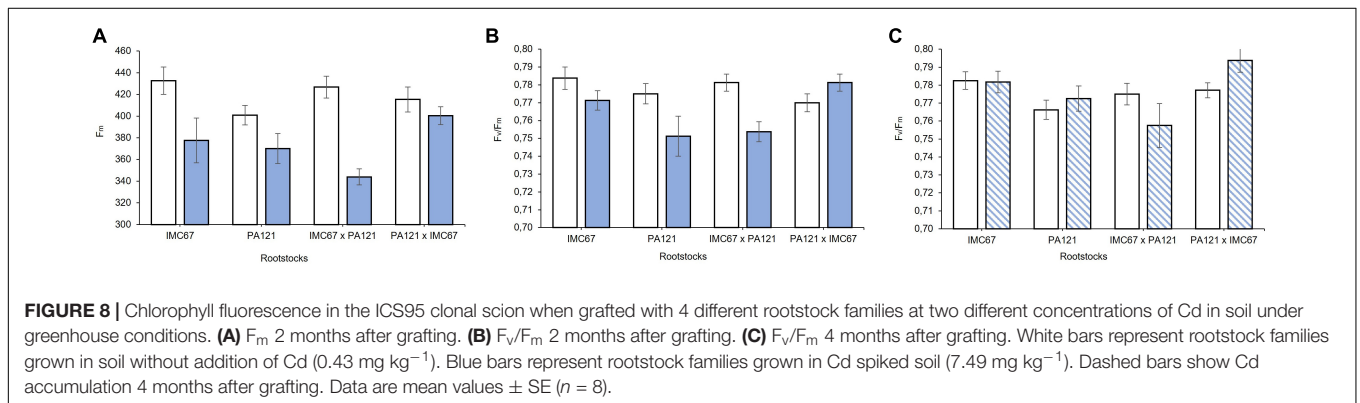 A
460
440
420
400
380
360
340
320
300
Fm
IMC67 PA121 IMC67 x PA121 PA121 x IMC67
Rootstocks
B
0,80
0,79
0,78
0,77
0,76
0,75
0,74
0,73
0,72
0,71
0,70
Fv/Fm
IMC67 PA121 IMC67 x PA121 PA121 x IMC67
Rootstocks
C
0,80
0,79
0,78
0,77
0,76
0,75
0,74
0,73
0,72
0,71
0,70
Fv/Fm
IMC67 PA121 IMC67 x PA121 PA121 x IMC67
Rootstocks
FIGURE 8 | Chlorophyll fluorescence in the ICS95 clonal scion when grafted with 4 different rootstock families at two different concentrations of Cd in soil under
greenhouse conditions. (A) Fm 2 months after grafting. (B) Fv/Fm 2 months after grafting. (C) Fv/Fm 4 months after grafting. White bars represent rootstock families
grown in soil without addition of Cd (0.43 mg kg−1). Blue bars represent rootstock families grown in Cd spiked soil (7.49 mg kg−1). Dashed bars show Cd
accumulation 4 months after grafting. Data are mean values ± SE (n = 8).